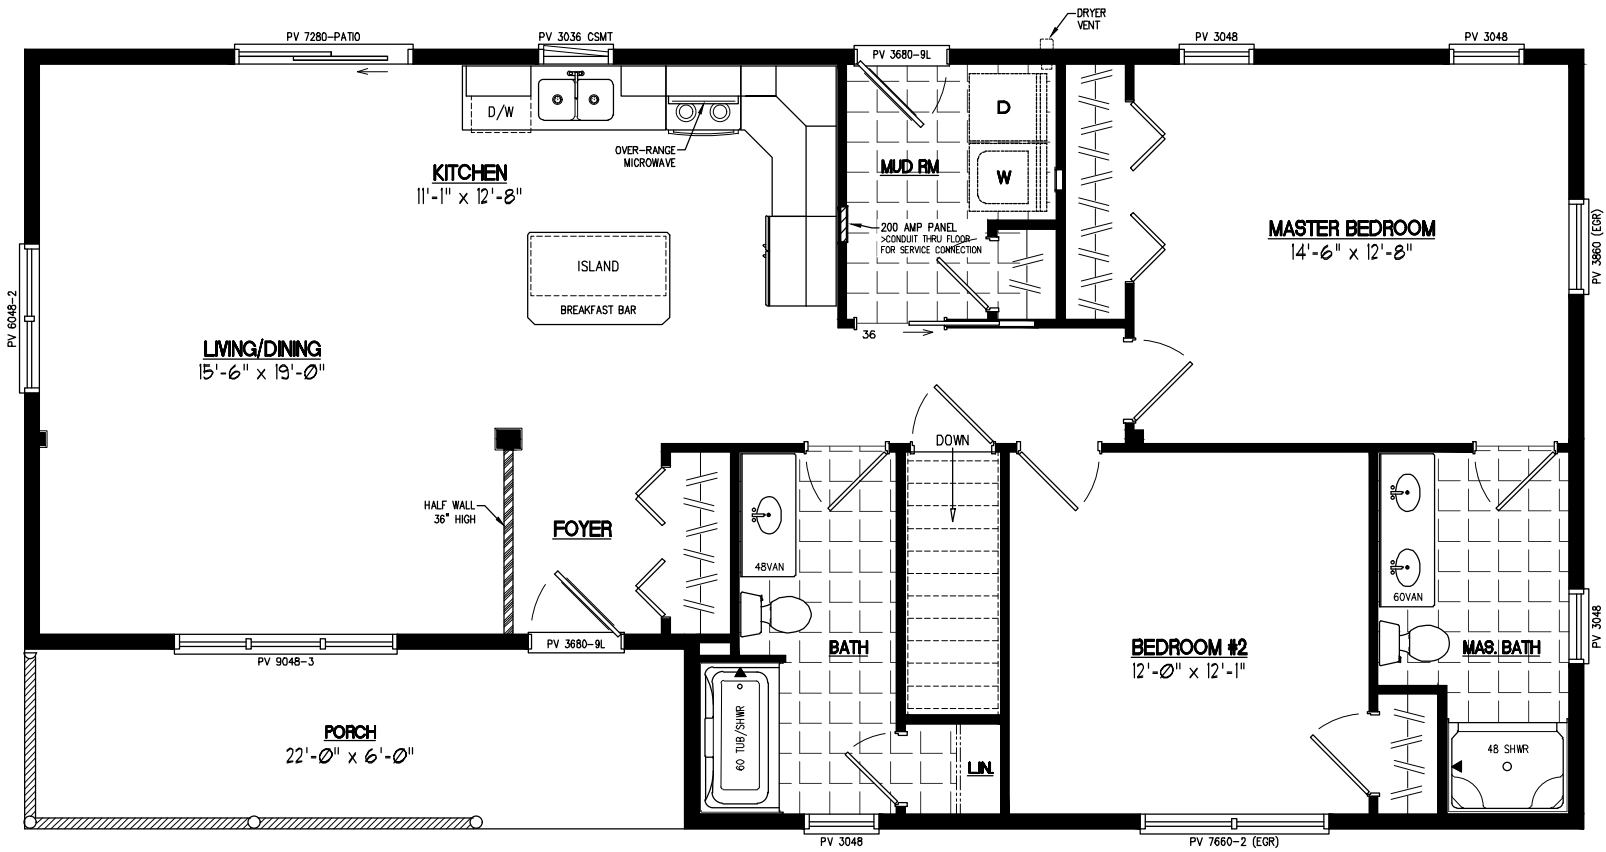 DRYER
VENT
PV 7280-PATIO
PV 3036 CSMT
PV 3680-9L
PV 3048
PV 3048
D/W
D
OVER-RANGE
MICROWAVE
KITCHEN
11'-1" x 12'-8"
MUD RM
W
200 AMP PANEL
>CONDUIT THRU FLOOR
FOR SERVICE CONNECTION
MASTER BEDROOM
14'-6" x 12'-8"
PV 3860 (EGR)
ISLAND
BREAKFAST BAR
PV 6048-2
36
LIVING/DINING
15'-6" x 19'-0"
DOWN
HALF WALL
36" HIGH
FOYER
48VAN
60VAN
PV 3680-9L
BATH
BEDROOM #2
12'-0" x 12'-1"
MAS. BATH
PV 3048
PV 9048-3
PORCH
22'-0" x 6'-0"
60 TUB/SHWR
LIN.
48 SHWR
PV 3048
PV 7660-2 (EGR)